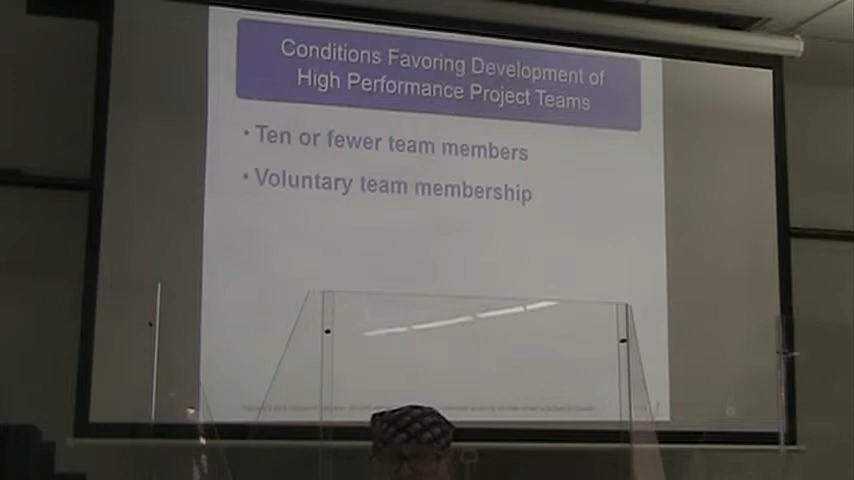 Conditions Favoring Development of
High Performance Project Teams
• Ten or fewer team members
• Voluntary team membership